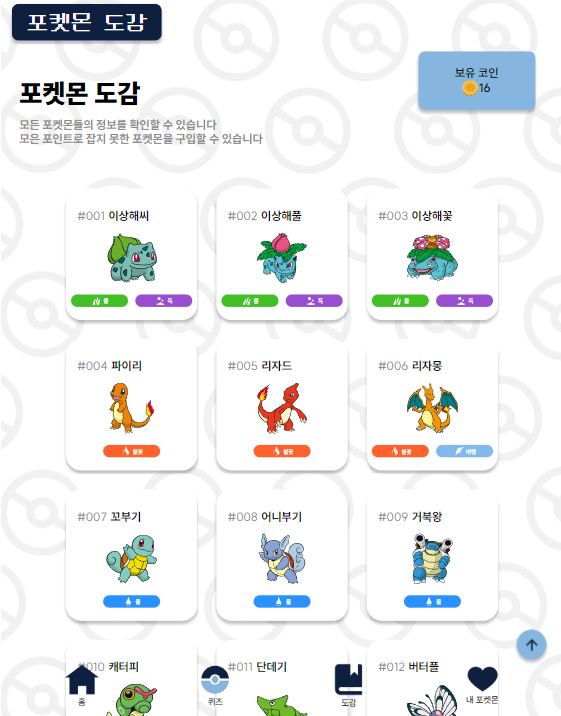 포켓몬 도감
보유 코인
16
포켓몬 도감
모든 포켓몬들의 정보를 확인할 수 있습니다
모은 포인트로 잡지 못한 포켓몬을 구입할 수 있습니다
#001 이상해씨
#002 이상해풀
#003 이상해꽃
풀 독
풀 독
풀 독
#004 파이리
#005 리자드
#006 리자몽
불꽃
불꽃
불꽃 비행
#007 꼬부기
#008 어니부기
#009 거북왕
물
물
물
#010 캐터피
#011 단데기
#012 버터플
홈
퀴즈
도감
내 포켓몬